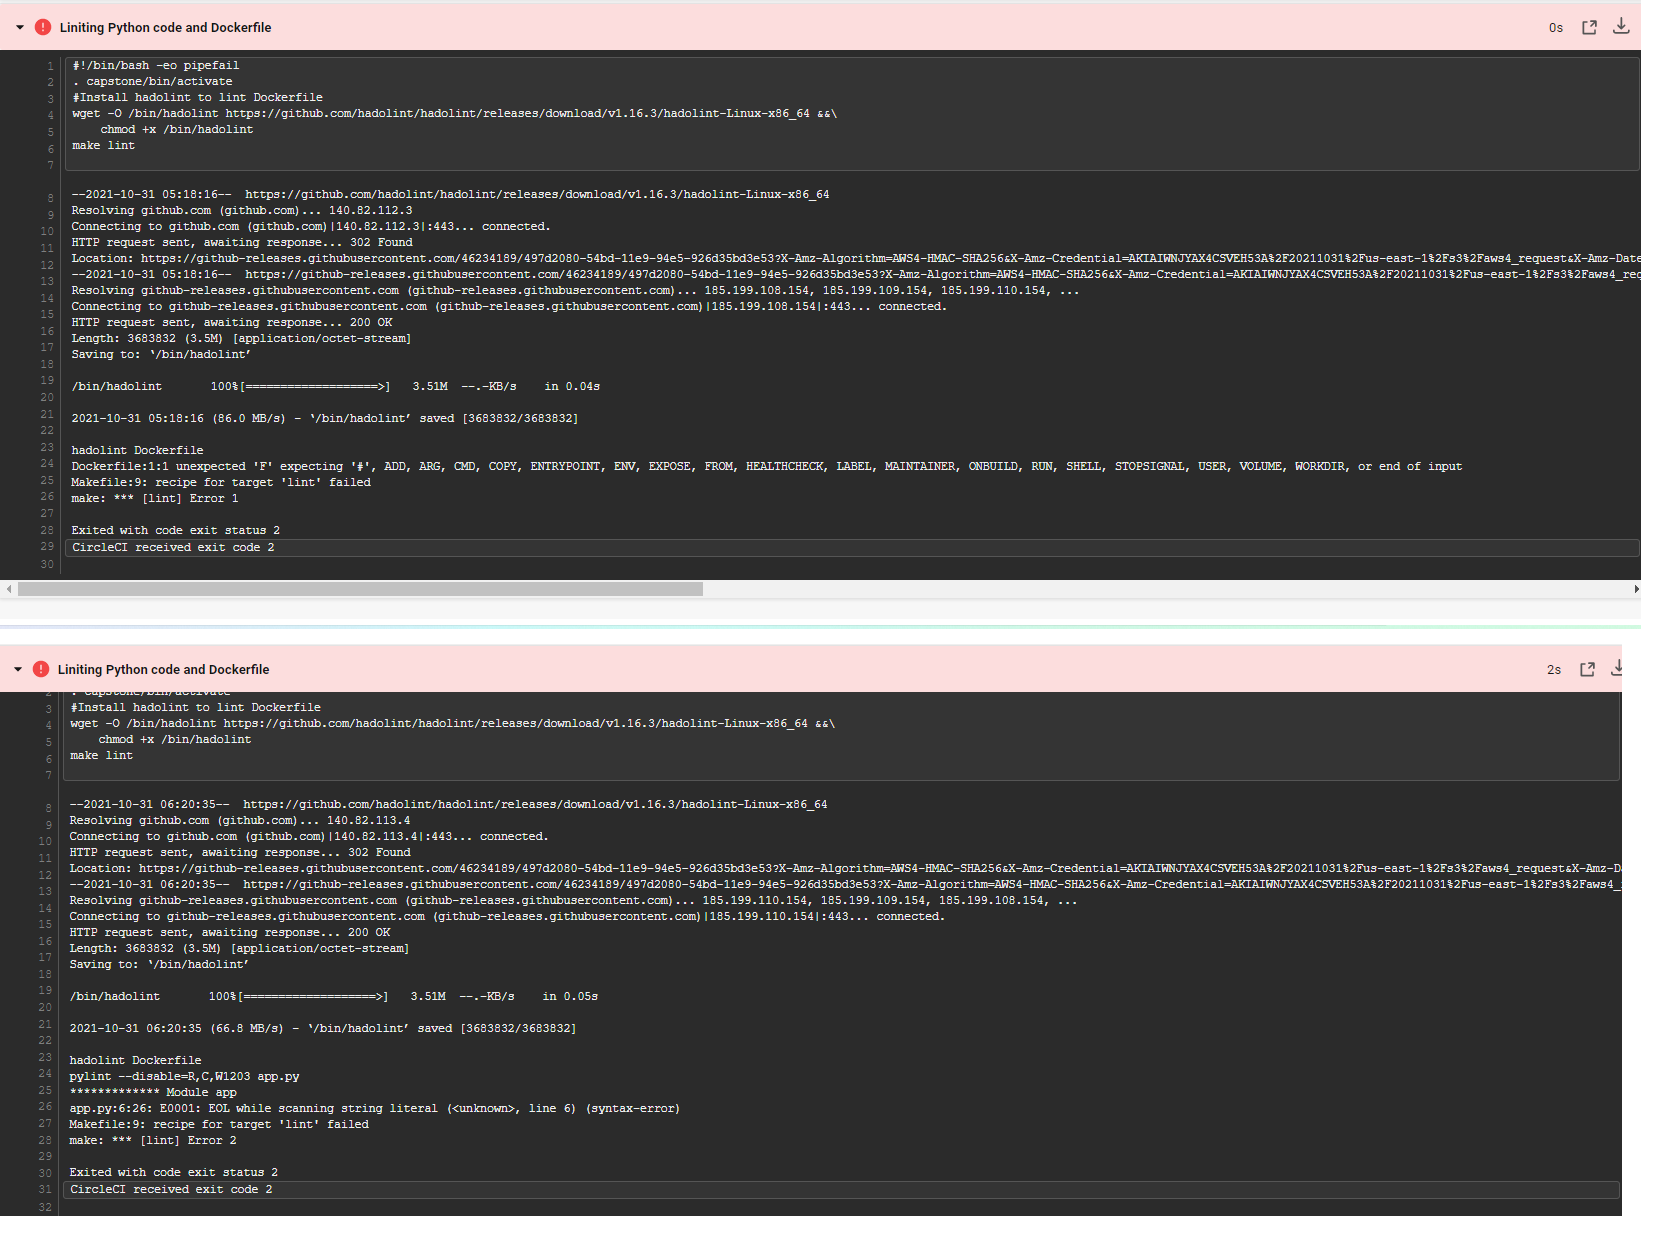 Liniting Python code and Dockerfile 0s
1 #!/bin/bash -eo pipefail
2 . capstone/bin/activate
3 #Install hadolint to lint Dockerfile
4 wget -O /bin/hadolint https://github.com/hadolint/hadolint/releases/download/v1.16.3/hadolint-Linux-x86_64 &&\
5 chmod +x /bin/hadolint
6 make lint
7
8 --2021-10-31 05:18:16-- https://github.com/hadolint/hadolint/releases/download/v1.16.3/hadolint-Linux-x86_64
9 Resolving github.com (github.com)... 140.82.112.3
10 Connecting to github.com (github.com)|140.82.112.3|:443... connected.
11 HTTP request sent, awaiting response... 302 Found
12 Location: https://github-releases.githubusercontent.com/46234189/497d2080-54bd-11e9-94e5-926d35bd3e53?X-Amz-Algorithm=AWS4-HMAC-SHA256&X-Amz-Credential=AKIAIWNJYAX4CSVEH53A%2F20211031%2Fus-east-1%2Fs3%2Faws4_request&X-Amz-Date
13 --2021-10-31 05:18:16-- https://github-releases.githubusercontent.com/46234189/497d2080-54bd-11e9-94e5-926d35bd3e53?X-Amz-Algorithm=AWS4-HMAC-SHA256&X-Amz-Credential=AKIAIWNJYAX4CSVEH53A%2F20211031%2Fus-east-1%2Fs3%2Faws4_req
14 Resolving github-releases.githubusercontent.com (github-releases.githubusercontent.com)... 185.199.108.154, 185.199.109.154, 185.199.110.154, ...
15 Connecting to github-releases.githubusercontent.com (github-releases.githubusercontent.com)|185.199.108.154|:443... connected.
16 HTTP request sent, awaiting response... 200 OK
17 Length: 3683832 (3.5M) [application/octet-stream]
18 Saving to: ‘/bin/hadolint’
19
20 /bin/hadolint 100%[===================>] 3.51M --.-KB/s in 0.04s
21
22 2021-10-31 05:18:16 (86.0 MB/s) - ‘/bin/hadolint’ saved [3683832/3683832]
23
24 hadolint Dockerfile
25 Dockerfile:1:1 unexpected 'F' expecting '#', ADD, ARG, CMD, COPY, ENTRYPOINT, ENV, EXPOSE, FROM, HEALTHCHECK, LABEL, MAINTAINER, ONBUILD, RUN, SHELL, STOPSIGNAL, USER, VOLUME, WORKDIR, or end of input
26 Makefile:9: recipe for target 'lint' failed
27 make: *** [lint] Error 1
28
29 Exited with code exit status 2
30 CircleCI received exit code 2
Liniting Python code and Dockerfile 2s
2 . capstone/bin/activate
3 #Install hadolint to lint Dockerfile
4 wget -O /bin/hadolint https://github.com/hadolint/hadolint/releases/download/v1.16.3/hadolint-Linux-x86_64 &&\
5 chmod +x /bin/hadolint
6 make lint
7
8 --2021-10-31 06:20:35-- https://github.com/hadolint/hadolint/releases/download/v1.16.3/hadolint-Linux-x86_64
9 Resolving github.com (github.com)... 140.82.113.4
10 Connecting to github.com (github.com)|140.82.113.4|:443... connected.
11 HTTP request sent, awaiting response... 302 Found
12 Location: https://github-releases.githubusercontent.com/46234189/497d2080-54bd-11e9-94e5-926d35bd3e53?X-Amz-Algorithm=AWS4-HMAC-SHA256&X-Amz-Credential=AKIAIWNJYAX4CSVEH53A%2F20211031%2Fus-east-1%2Fs3%2Faws4_request&X-Amz-D
13 --2021-10-31 06:20:35-- https://github-releases.githubusercontent.com/46234189/497d2080-54bd-11e9-94e5-926d35bd3e53?X-Amz-Algorithm=AWS4-HMAC-SHA256&X-Amz-Credential=AKIAIWNJYAX4CSVEH53A%2F20211031%2Fus-east-1%2Fs3%2Faws4_
14 Resolving github-releases.githubusercontent.com (github-releases.githubusercontent.com)... 185.199.110.154, 185.199.109.154, 185.199.108.154, ...
15 Connecting to github-releases.githubusercontent.com (github-releases.githubusercontent.com)|185.199.110.154|:443... connected.
16 HTTP request sent, awaiting response... 200 OK
17 Length: 3683832 (3.5M) [application/octet-stream]
18 Saving to: ‘/bin/hadolint’
19
20 /bin/hadolint 100%[===================>] 3.51M --.-KB/s in 0.05s
21
22 2021-10-31 06:20:35 (66.8 MB/s) - ‘/bin/hadolint’ saved [3683832/3683832]
23
24 hadolint Dockerfile
25 pylint --disable=R,C,W1203 app.py
26 ************* Module app
27 app.py:6:26: E0001: EOL while scanning string literal (<unknown>, line 6) (syntax-error)
28 Makefile:9: recipe for target 'lint' failed
29 make: *** [lint] Error 2
30
31 Exited with code exit status 2
32 CircleCI received exit code 2